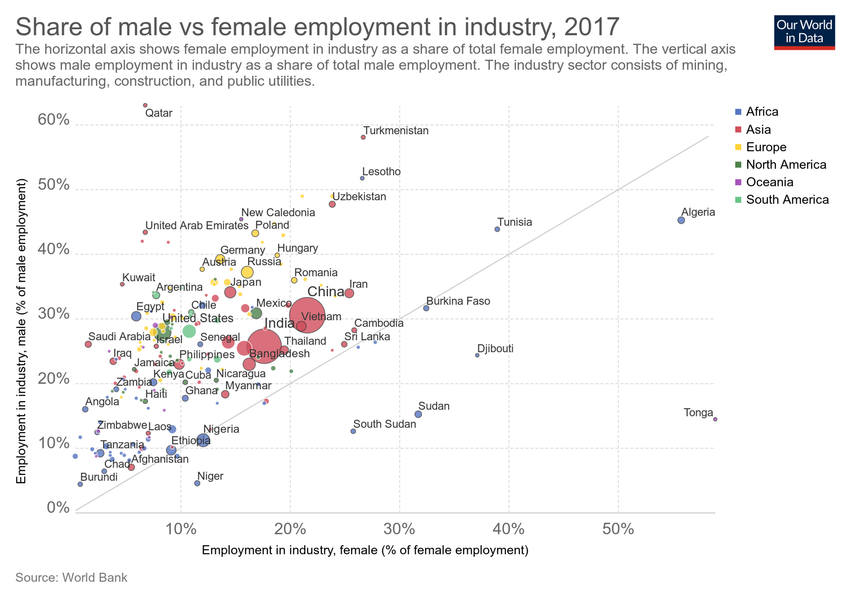 Share of male vs female employment in industry, 2017
Our World
in Data
The horizontal axis shows female employment in industry as a share of total female employment. The vertical axis
shows male employment in industry as a share of total male employment. The industry sector consists of mining,
manufacturing, construction, and public utilities.
Qatar
60%
Turkmenistan
Lesotho
50%
Uzbekistan
New Caledonia
Algeria
United Arab Emirates
Poland
Tunisia
40%
Germany
Hungary
Austria
Russia
Romania
Kuwait
Argentina
Japan
China
Iran
Egypt
Chile
Mexico
Burkina Faso
30%
United States
India
Vietnam
Cambodia
Saudi Arabia
Israel
Senegal
Thailand
Sri Lanka
Iraq
Philippines
Bangladesh
Djibouti
Jamaica
Kenya
Cuba
Nicaragua
20%
Zambia
Haiti
Ghana
Myanmar
Angola
Sudan
Tonga
Zimbabwe
Laos
Nigeria
South Sudan
10%
Tanzania
Ethiopia
Chad
Afghanistan
Burundi
Niger
0%
10%
20%
30%
40%
50%
Employment in industry, male (% of male employment)
Employment in industry, female (% of female employment)
Africa
Asia
Europe
North America
Oceania
South America
Source: World Bank